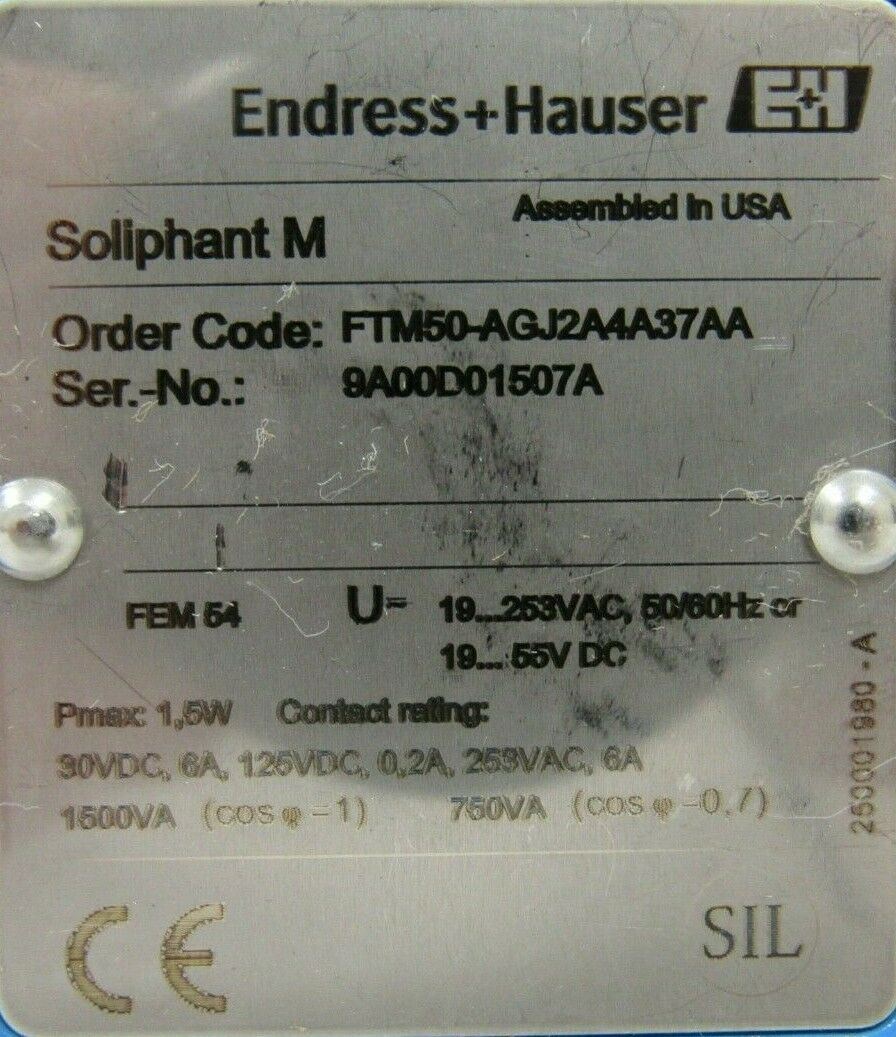 Endress+Hauser E+H
Assembled in USA
Soliphant M
Order Code: FTM50-AGJ2A4A37AA
Ser.-No.: 9A00D01507A
FEM 54 U= 19...253VAC, 50/60Hz or
19... 55V DC
Pmax: 1,5W Contact rating:
30VDC, 6A, 125VDC, 0,2A, 253VAC, 6A
1500VA (cos φ=1) 750VA (cos φ=0,7)
250001980 - A
CE SIL